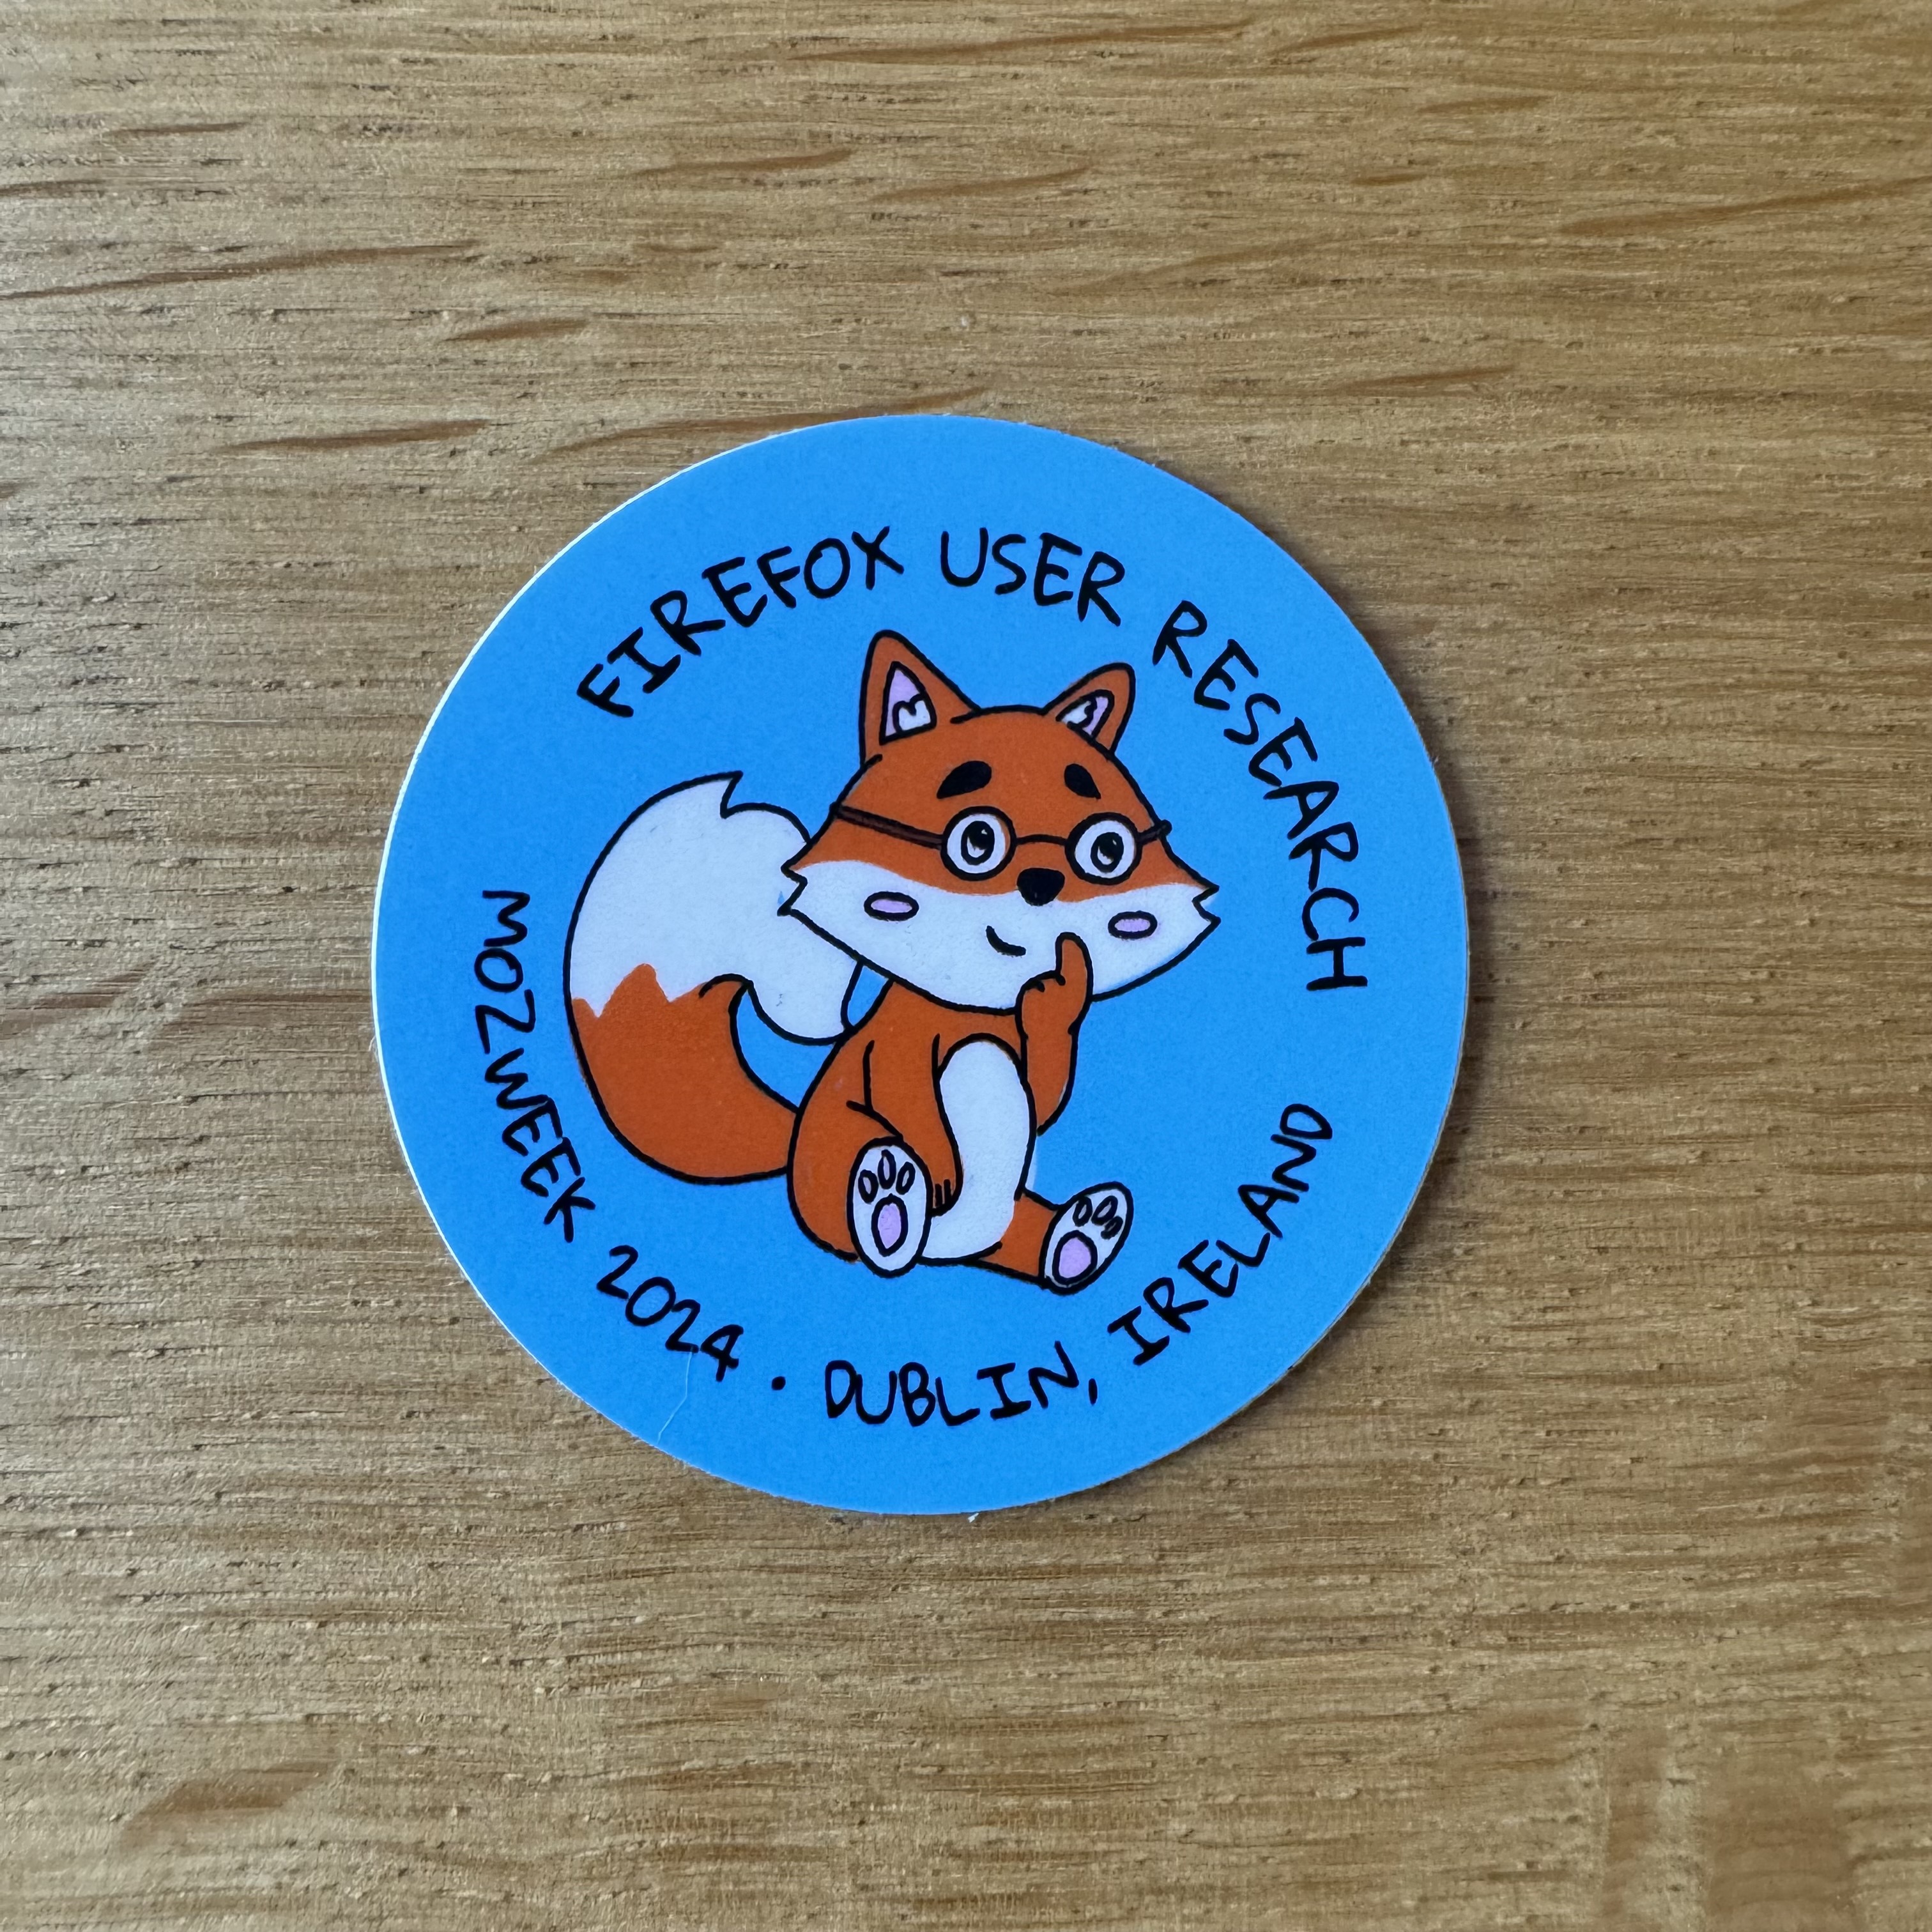 FIREFOX USER RESEARCH
MOZWEEK 2024 · DUBLIN, IRELAND